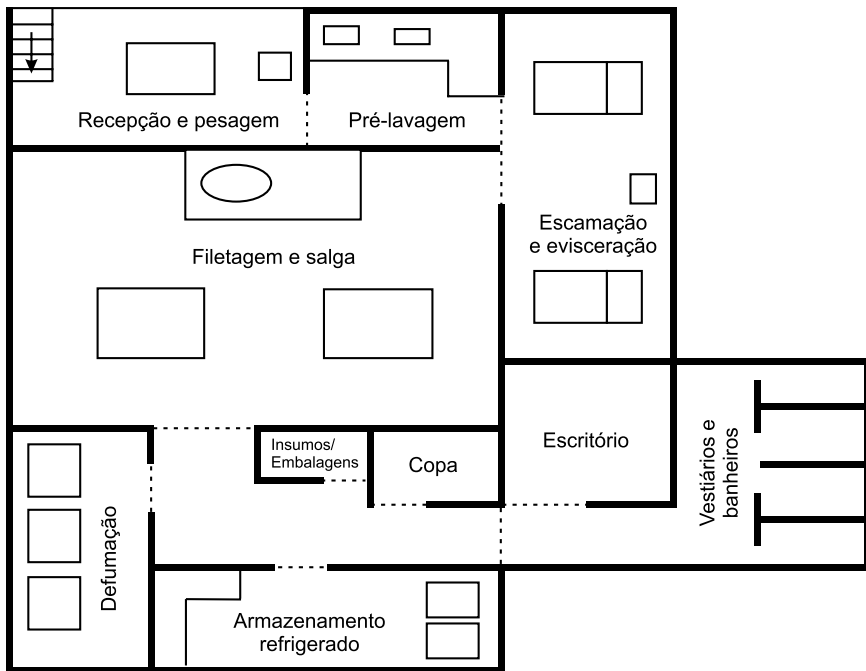 Recepção e pesagem
Pré-lavagem
Escamação
e evisceração
Filetagem e salga
Insumos/
Embalagens
Copa
Escritório
Vestiários e
banheiros
Defumação
Armazenamento
refrigerado